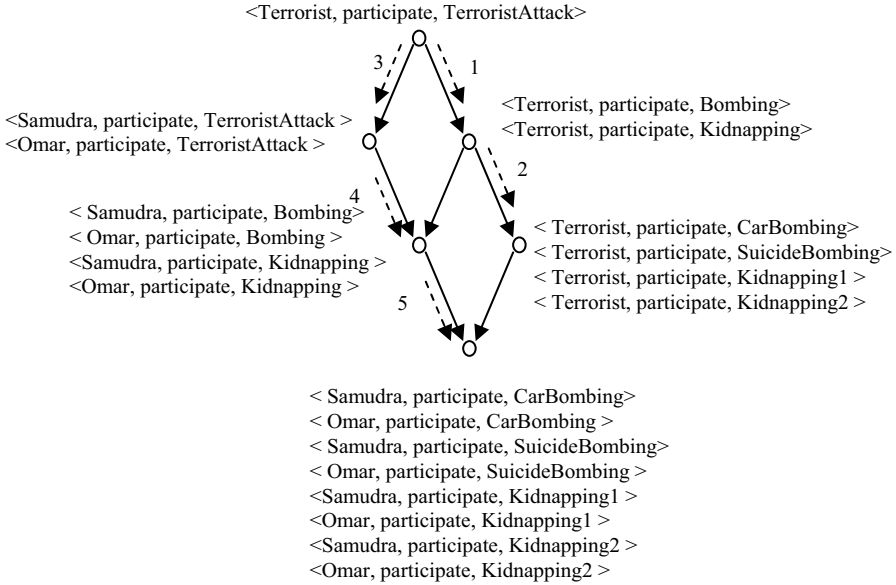 <Terrorist, participate, TerroristAttack>
3
1
<Terrorist, participate, Bombing>
<Terrorist, participate, Kidnapping>
<Samudra, participate, TerroristAttack >
<Omar, participate, TerroristAttack >
2
4
< Samudra, participate, Bombing>
< Omar, participate, Bombing >
<Samudra, participate, Kidnapping >
<Omar, participate, Kidnapping >
< Terrorist, participate, CarBombing>
< Terrorist, participate, SuicideBombing>
< Terrorist, participate, Kidnapping1 >
< Terrorist, participate, Kidnapping2 >
5
< Samudra, participate, CarBombing>
< Omar, participate, CarBombing >
< Samudra, participate, SuicideBombing>
< Omar, participate, SuicideBombing >
<Samudra, participate, Kidnapping1 >
<Omar, participate, Kidnapping1 >
<Samudra, participate, Kidnapping2 >
<Omar, participate, Kidnapping2 >